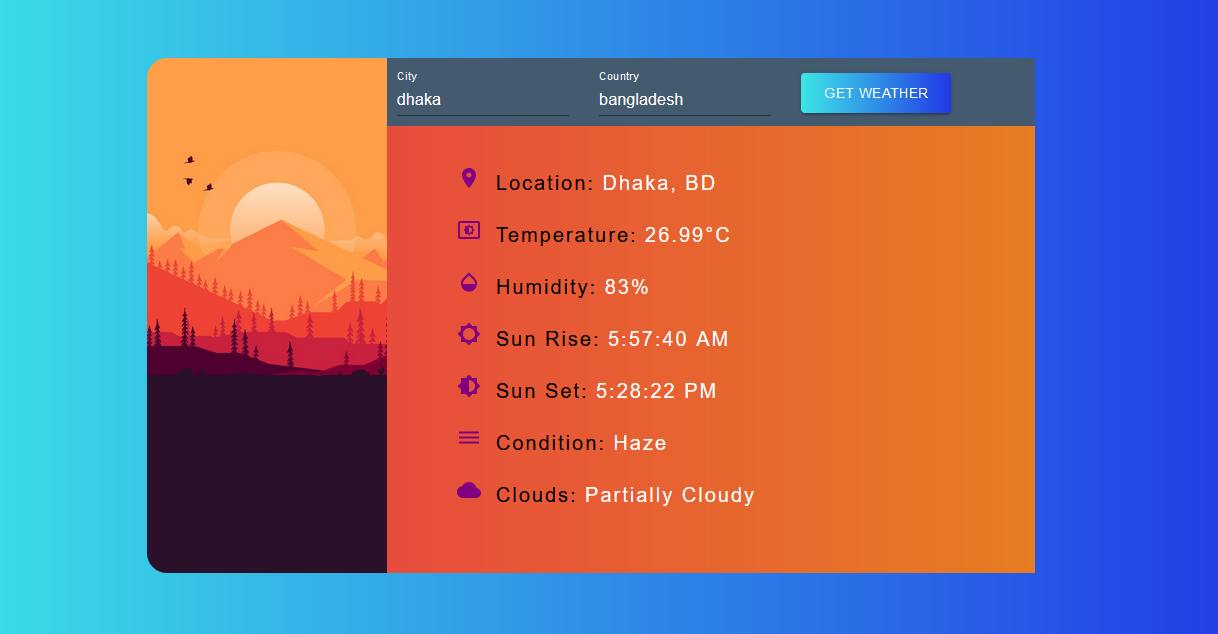 City
Country
dhaka
bangladesh
GET WEATHER
Location: Dhaka, BD
Temperature: 26.99°C
Humidity: 83%
Sun Rise: 5:57:40 AM
Sun Set: 5:28:22 PM
Condition: Haze
Clouds: Partially Cloudy